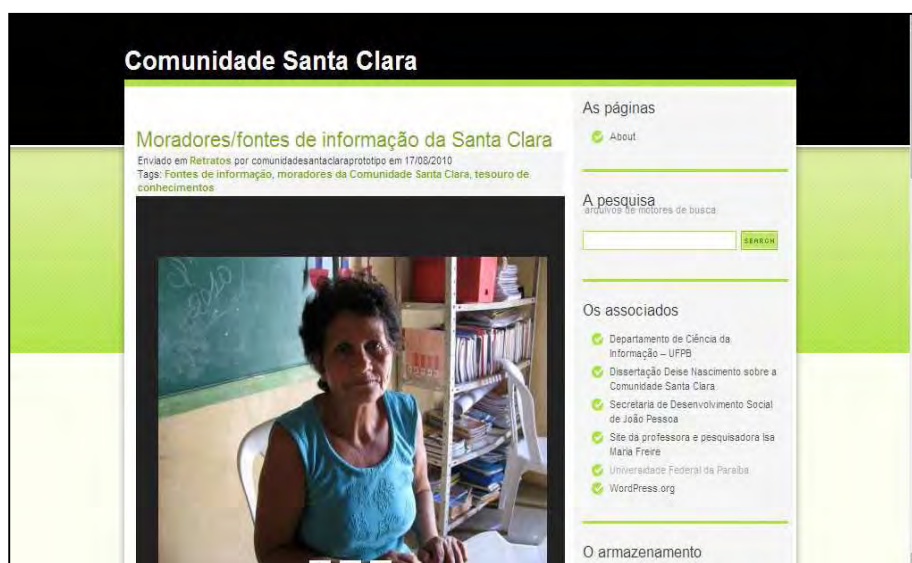 Comunidade Santa Clara
Moradores/fontes de informação da Santa Clara
Enviado em Retratos por comunidadesantaclaraprototipo em 17/08/2010
Tags: Fontes de informação, moradores da Comunidade Santa Clara, tesouro de
conhecimentos
As páginas
About
A pesquisa
arquivos de motores de busca
SEARCH
Os associados
Departamento de Ciência da
Informação – UFPB
Dissertação Deise Nascimento sobre a
Comunidade Santa Clara
Secretaria de Desenvolvimento Social
de João Pessoa
Site da professora e pesquisadora Isa
Maria Freire
Universidade Federal da Paraíba
WordPress.org
O armazenamento